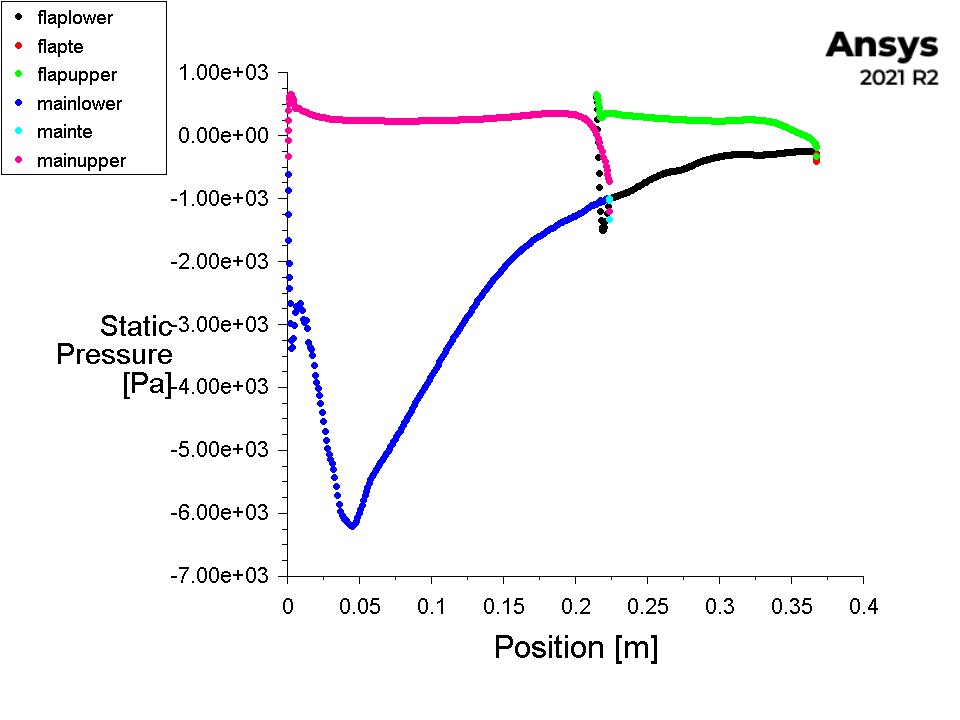 flaplower
flapte
flapupper
mainlower
mainte
mainupper
Ansys
2021 R2
1.00e+03
0.00e+00
-1.00e+03
-2.00e+03
-3.00e+03
-4.00e+03
-5.00e+03
-6.00e+03
-7.00e+03
Static
Pressure
[Pa]
0 0.05 0.1 0.15 0.2 0.25 0.3 0.35 0.4
Position [m]